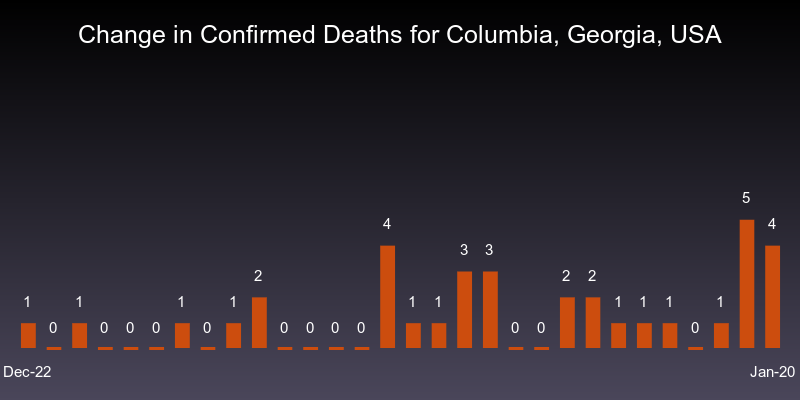 Change in Confirmed Deaths for Columbia, Georgia, USA
1 0 1 0 0 0 1 0 1 2 0 0 0 0 4 1 1 3 3 0 0 2 2 1 1 1 0 1 5 4
Dec-22 Jan-20